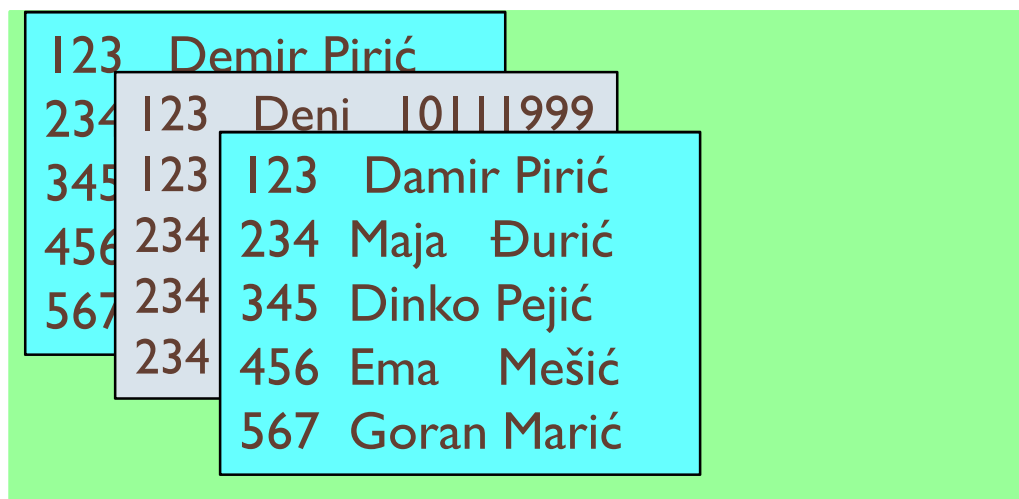 123 Demir Pirić
234
345
456
567
123 Deni 10111999
123
234
234
234
123 Damir Pirić
234 Maja Đurić
345 Dinko Pejić
456 Ema Mešić
567 Goran Marić